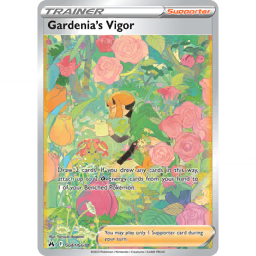 TRAINER
Supporter
Gardenia's Vigor
Draw 2 cards. If you drew any cards in this way,
attach up to 2 energy cards from your hand to
1 of your Benched Pokémon.
You may play only 1 Supporter card during
your turn.